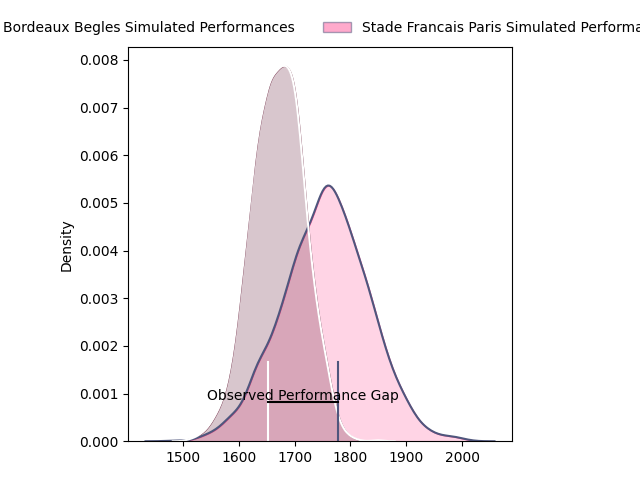 Bordeaux Begles Simulated Performances
Stade Francais Paris Simulated Performa
0.008
0.007
0.006
0.005
0.004
0.003
0.002
0.001
0.000
Density
Observed Performance Gap
1500 1600 1700 1800 1900 2000